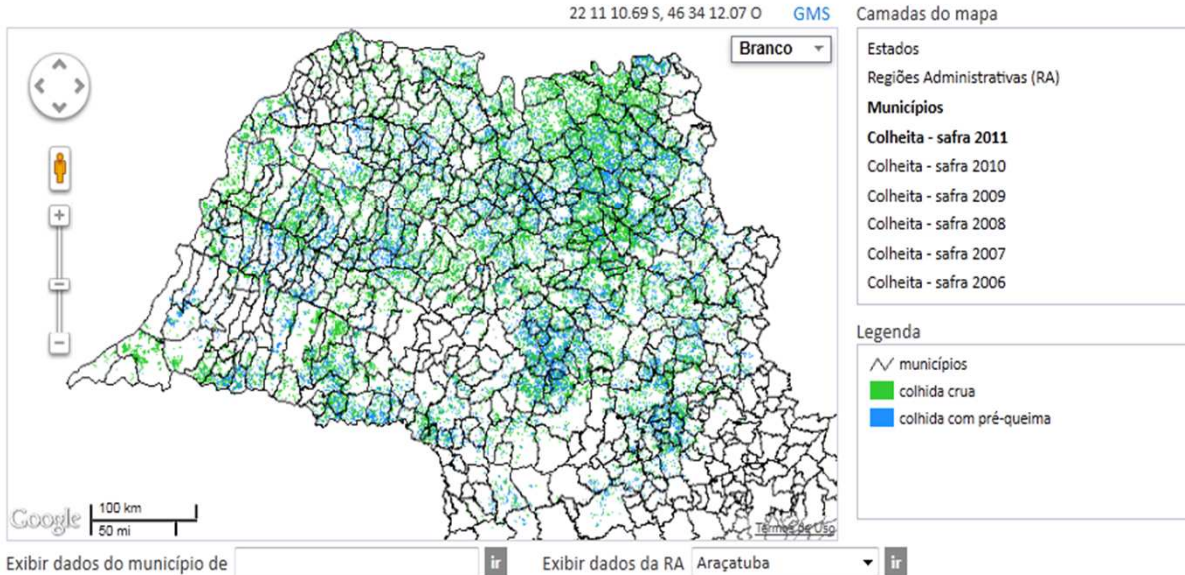 22 11 10.69 S, 46 34 12.07 O GMS
Camadas do mapa
Branco
Estados
Regiões Administrativas (RA)
Municípios
Colheita - safra 2011
Colheita - safra 2010
Colheita - safra 2009
Colheita - safra 2008
Colheita - safra 2007
Colheita - safra 2006
+
−
Legenda
municípios
colhida crua
colhida com pré-queima
Google
100 km
50 mi
Termos de Uso
Exibir dados do município de ir Exibir dados da RA Araçatuba ir